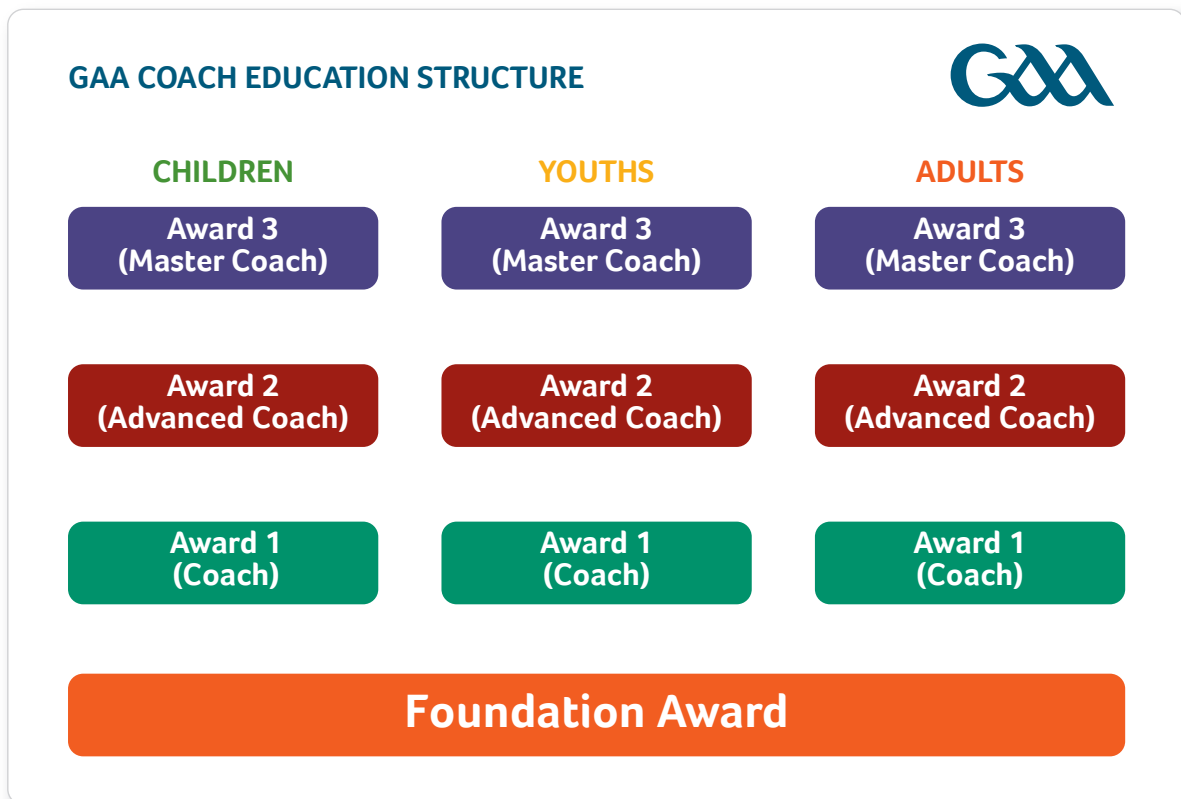 GAA COACH EDUCATION STRUCTURE
GAA
CHILDREN
YOUTHS
ADULTS
Award 3
(Master Coach)
Award 3
(Master Coach)
Award 3
(Master Coach)
Award 2
(Advanced Coach)
Award 2
(Advanced Coach)
Award 2
(Advanced Coach)
Award 1
(Coach)
Award 1
(Coach)
Award 1
(Coach)
Foundation Award